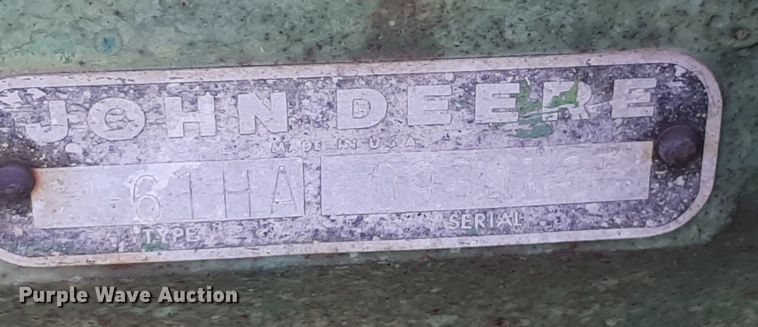 JOHN DEERE
MADE IN U.S.A.
61HA
TYPE SERIAL
Purple Wave Auction